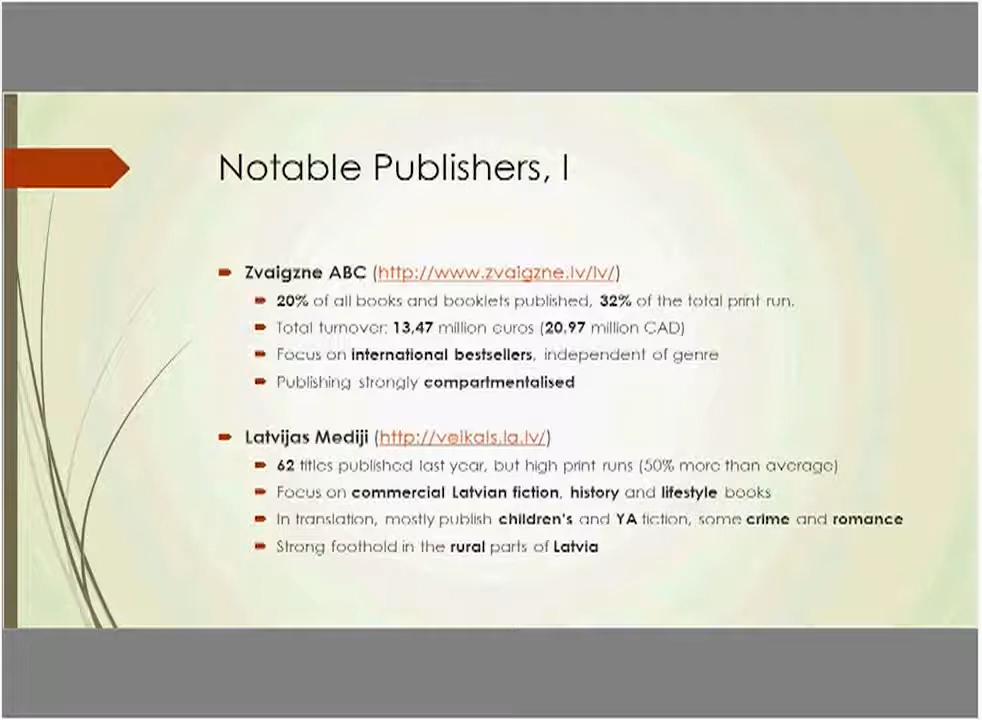 Notable Publishers, I
Zvaigzne ABC (http://www.zvaigzne.lv/lv/)
20% of all books and booklets published, 32% of the total print run.
Total turnover: 13,47 million euros (20,97 million CAD)
Focus on international bestsellers, independent of genre
Publishing strongly compartmentalised
Latvijas Mediji (http://veikals.la.lv/)
62 titles published last year, but high print runs (50% more than average)
Focus on commercial Latvian fiction, history and lifestyle books
In translation, mostly publish children's and YA fiction, some crime and romance
Strong foothold in the rural parts of Latvia